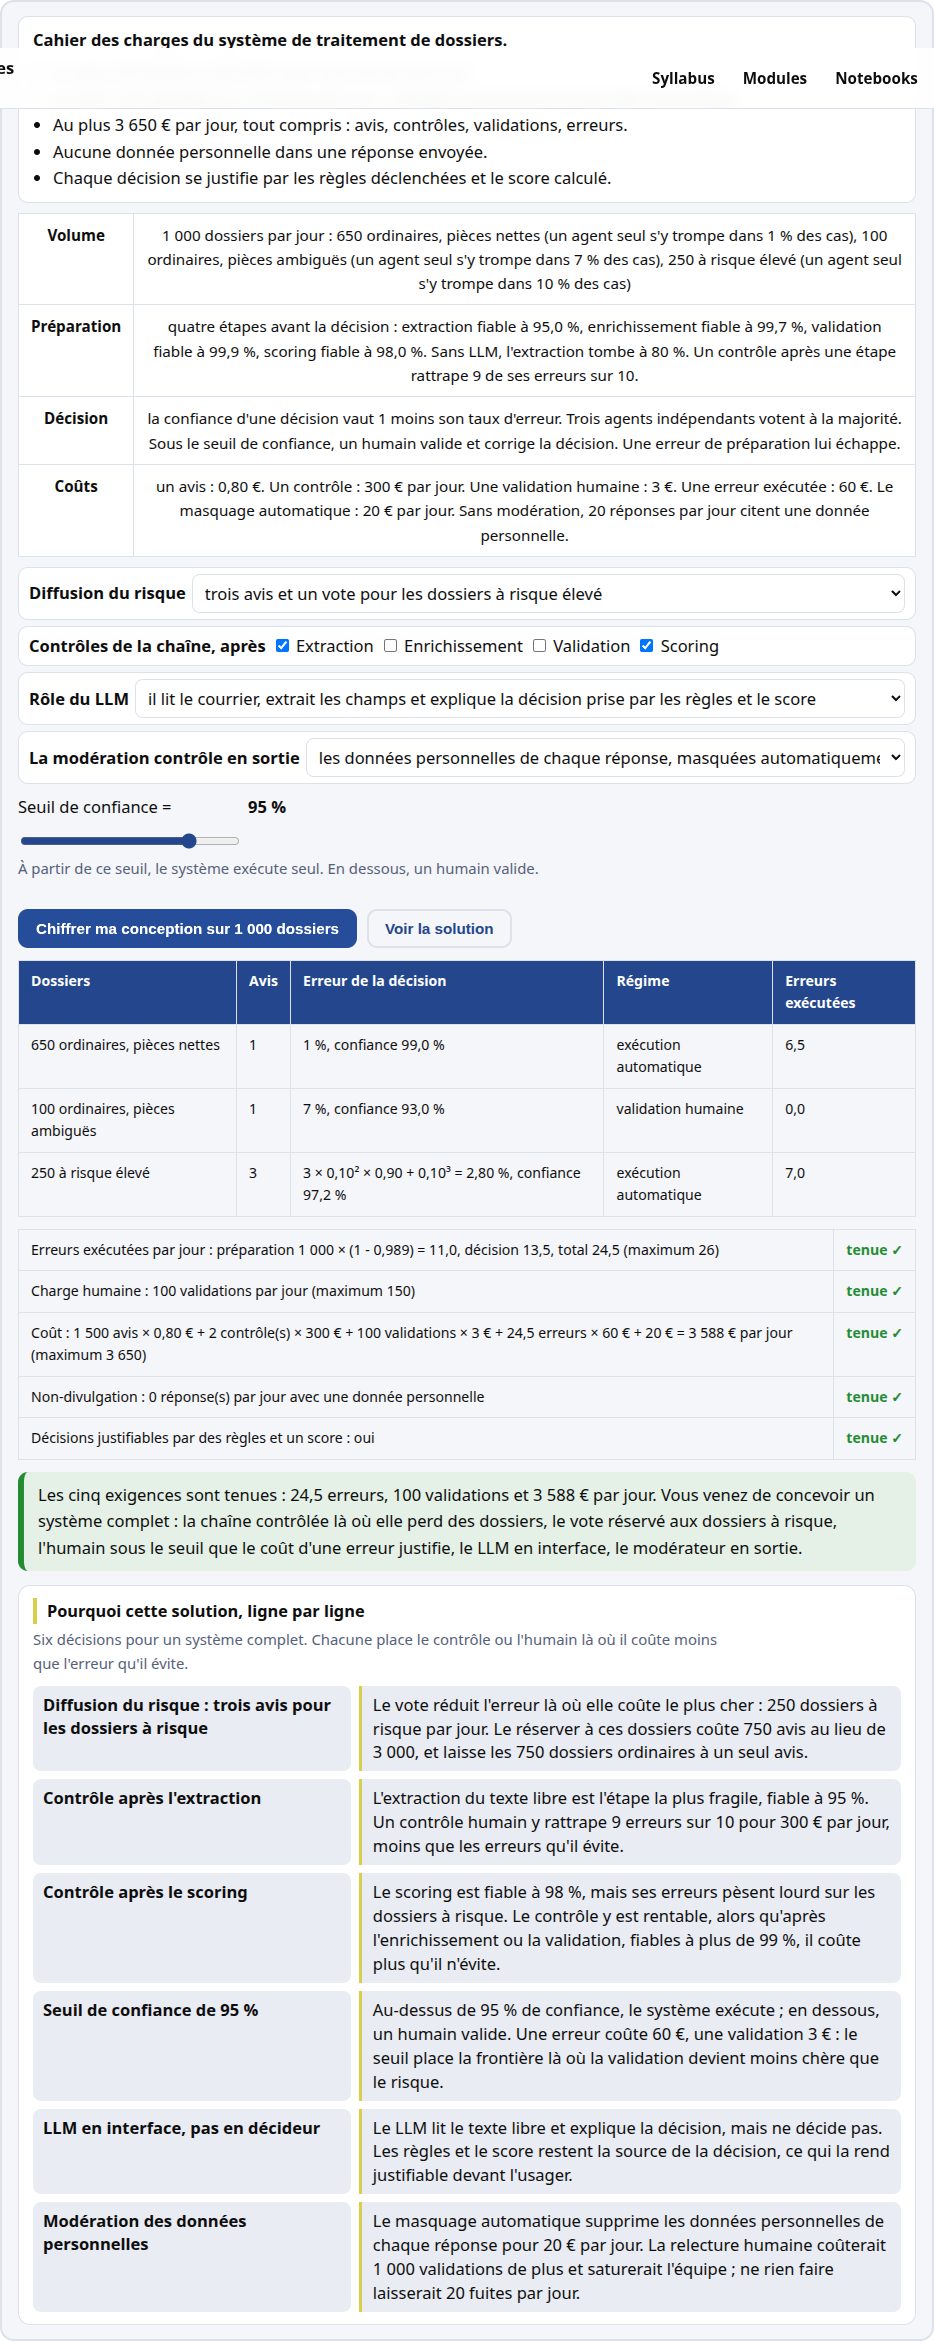 Cahier des charges du système de traitement de dossiers.
es
Syllabus Modules Notebooks
• Au plus 3 650 € par jour, tout compris : avis, contrôles, validations, erreurs.
• Aucune donnée personnelle dans une réponse envoyée.
• Chaque décision se justifie par les règles déclenchées et le score calculé.
Volume
1 000 dossiers par jour : 650 ordinaires, pièces nettes (un agent seul s'y trompe dans 1 % des cas), 100
ordinaires, pièces ambiguës (un agent seul s'y trompe dans 7 % des cas), 250 à risque élevé (un agent seul
s'y trompe dans 10 % des cas)
Préparation
quatre étapes avant la décision : extraction fiable à 95,0 %, enrichissement fiable à 99,7 %, validation
fiable à 99,9 %, scoring fiable à 98,0 %. Sans LLM, l'extraction tombe à 80 %. Un contrôle après une étape
rattrape 9 de ses erreurs sur 10.
Décision
la confiance d'une décision vaut 1 moins son taux d'erreur. Trois agents indépendants votent à la majorité.
Sous le seuil de confiance, un humain valide et corrige la décision. Une erreur de préparation lui échappe.
Coûts
un avis : 0,80 €. Un contrôle : 300 € par jour. Une validation humaine : 3 €. Une erreur exécutée : 60 €. Le
masquage automatique : 20 € par jour. Sans modération, 20 réponses par jour citent une donnée
personnelle.
Diffusion du risque trois avis et un vote pour les dossiers à risque élevé
Contrôles de la chaîne, après Extraction Enrichissement Validation Scoring
Rôle du LLM il lit le courrier, extrait les champs et explique la décision prise par les règles et le score
La modération contrôle en sortie les données personnelles de chaque réponse, masquées automatiqueme
Seuil de confiance = 95 %
À partir de ce seuil, le système exécute seul. En dessous, un humain valide.
Chiffrer ma conception sur 1 000 dossiers Voir la solution
Dossiers Avis Erreur de la décision Régime Erreurs
exécutées
650 ordinaires, pièces nettes 1 1 %, confiance 99,0 % exécution 6,5
automatique
100 ordinaires, pièces 1 7 %, confiance 93,0 % validation humaine 0,0
ambiguës
250 à risque élevé 3 3 × 0,10² × 0,90 + 0,10³ = 2,80 %, confiance exécution 7,0
97,2 % automatique
Erreurs exécutées par jour : préparation 1 000 × (1 - 0,989) = 11,0, décision 13,5, total 24,5 (maximum 26) tenue ✓
Charge humaine : 100 validations par jour (maximum 150) tenue ✓
Coût : 1 500 avis × 0,80 € + 2 contrôle(s) × 300 € + 100 validations × 3 € + 24,5 erreurs × 60 € + 20 € = 3 588 € par jour tenue ✓
(maximum 3 650)
Non-divulgation : 0 réponse(s) par jour avec une donnée personnelle tenue ✓
Décisions justifiables par des règles et un score : oui tenue ✓
Les cinq exigences sont tenues : 24,5 erreurs, 100 validations et 3 588 € par jour. Vous venez de concevoir un
système complet : la chaîne contrôlée là où elle perd des dossiers, le vote réservé aux dossiers à risque,
l'humain sous le seuil que le coût d'une erreur justifie, le LLM en interface, le modérateur en sortie.
Pourquoi cette solution, ligne par ligne
Six décisions pour un système complet. Chacune place le contrôle ou l'humain là où il coûte moins
que l'erreur qu'il évite.
Diffusion du risque : trois avis pour
les dossiers à risque
Le vote réduit l'erreur là où elle coûte le plus cher : 250 dossiers à
risque par jour. Le réserver à ces dossiers coûte 750 avis au lieu de
3 000, et laisse les 750 dossiers ordinaires à un seul avis.
Contrôle après l'extraction
L'extraction du texte libre est l'étape la plus fragile, fiable à 95 %.
Un contrôle humain y rattrape 9 erreurs sur 10 pour 300 € par jour,
moins que les erreurs qu'il évite.
Contrôle après le scoring
Le scoring est fiable à 98 %, mais ses erreurs pèsent lourd sur les
dossiers à risque. Le contrôle y est rentable, alors qu'après
l'enrichissement ou la validation, fiables à plus de 99 %, il coûte
plus qu'il n'évite.
Seuil de confiance de 95 %
Au-dessus de 95 % de confiance, le système exécute ; en dessous,
un humain valide. Une erreur coûte 60 €, une validation 3 € : le
seuil place la frontière là où la validation devient moins chère que
le risque.
LLM en interface, pas en décideur
Le LLM lit le texte libre et explique la décision, mais ne décide pas.
Les règles et le score restent la source de la décision, ce qui la rend
justifiable devant l'usager.
Modération des données
personnelles
Le masquage automatique supprime les données personnelles de
chaque réponse pour 20 € par jour. La relecture humaine coûterait
1 000 validations de plus et saturerait l'équipe ; ne rien faire
laisserait 20 fuites par jour.